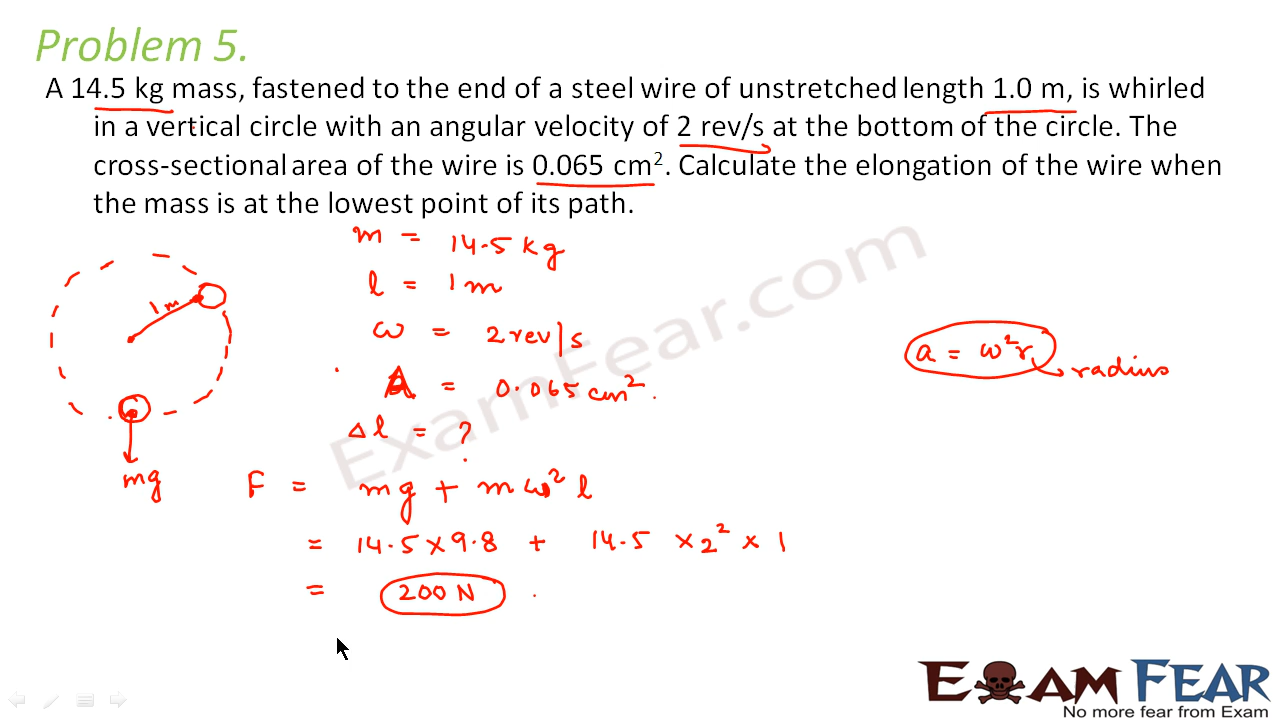 Problem 5.
A 14.5 kg mass, fastened to the end of a steel wire of unstretched length 1.0 m, is whirled
in a vertical circle with an angular velocity of 2 rev/s at the bottom of the circle. The
cross-sectional area of the wire is 0.065 cm². Calculate the elongation of the wire when
the mass is at the lowest point of its path.
m = 14.5 kg
l = 1 m
ω = 2 rev/s
A = 0.065 cm².
Δl = ?
1 m
mg
a = ω²r
radius
F = mg + mω² l
= 14.5 × 9.8 + 14.5 × 2² × 1
= 200 N
ExamFear.com
EXAM FEAR
No more fear from Exam